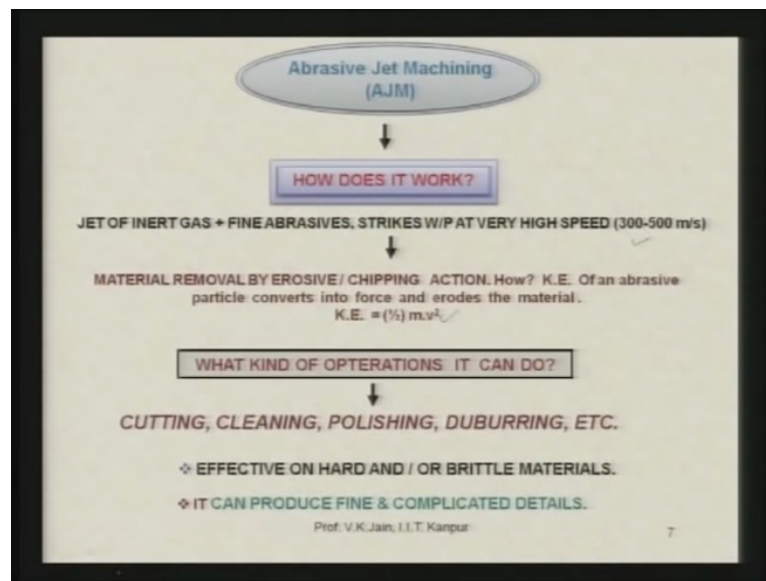 Abrasive Jet Machining
(AJM)
HOW DOES IT WORK?
JET OF INERT GAS + FINE ABRASIVES, STRIKES W/P AT VERY HIGH SPEED (300-500 m/s)
MATERIAL REMOVAL BY EROSIVE / CHIPPING ACTION. How? K.E. Of an abrasive
particle converts into force and erodes the material.
K.E. = (½) m.v²
WHAT KIND OF OPTERATIONS IT CAN DO?
CUTTING, CLEANING, POLISHING, DUBURRING, ETC.
❖ EFFECTIVE ON HARD AND / OR BRITTLE MATERIALS.
❖ IT CAN PRODUCE FINE & COMPLICATED DETAILS.
Prof. V.K.Jain, I.I.T. Kanpur
7